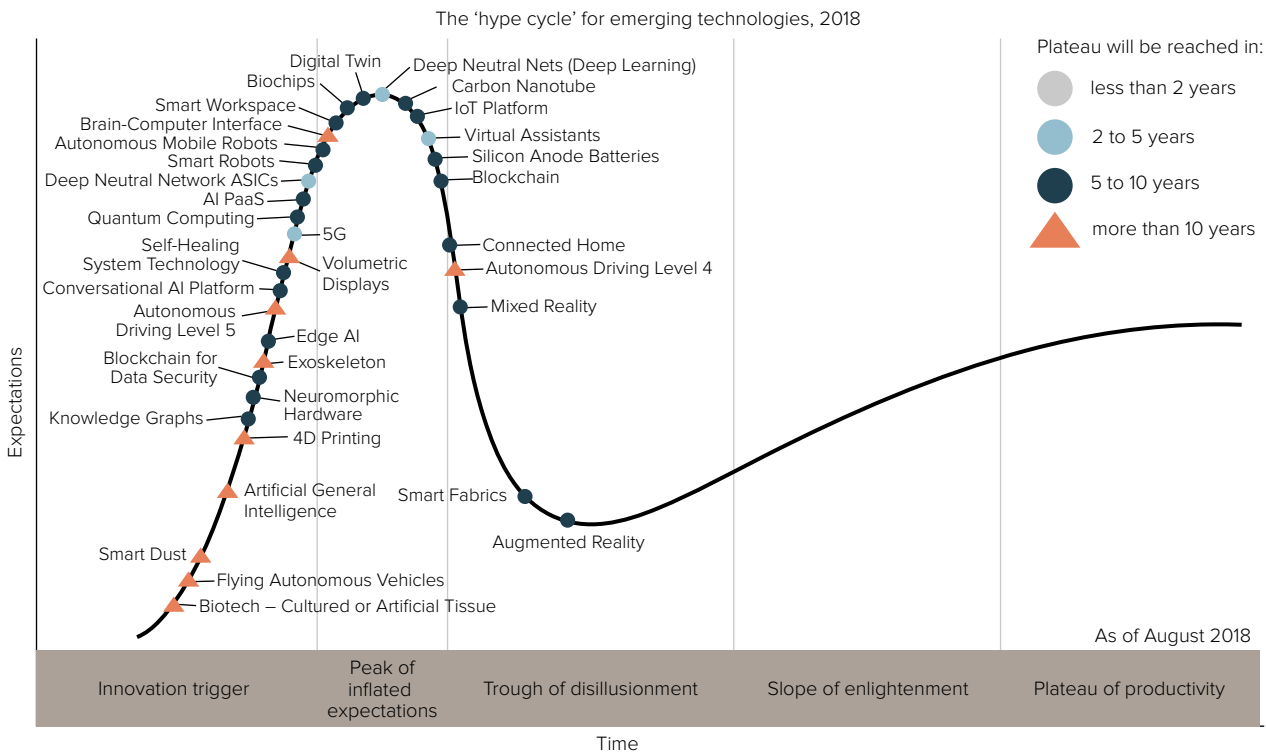 The ‘hype cycle’ for emerging technologies, 2018
Plateau will be reached in:
less than 2 years
2 to 5 years
5 to 10 years
more than 10 years
Digital Twin
Biochips
Smart Workspace
Brain-Computer Interface
Autonomous Mobile Robots
Smart Robots
Deep Neutral Network ASICs
AI PaaS
Quantum Computing
5G
Self-Healing
System Technology
Volumetric
Displays
Conversational AI Platform
Autonomous
Driving Level 5
Edge AI
Exoskeleton
Blockchain for
Data Security
Neuromorphic
Hardware
Knowledge Graphs
4D Printing
Artificial General
Intelligence
Smart Dust
Flying Autonomous Vehicles
Biotech – Cultured or Artificial Tissue
Deep Neutral Nets (Deep Learning)
Carbon Nanotube
IoT Platform
Virtual Assistants
Silicon Anode Batteries
Blockchain
Connected Home
Autonomous Driving Level 4
Mixed Reality
Smart Fabrics
Augmented Reality
Expectations
As of August 2018
Innovation trigger
Peak of
inflated
expectations
Trough of disillusionment
Slope of enlightenment
Plateau of productivity
Time